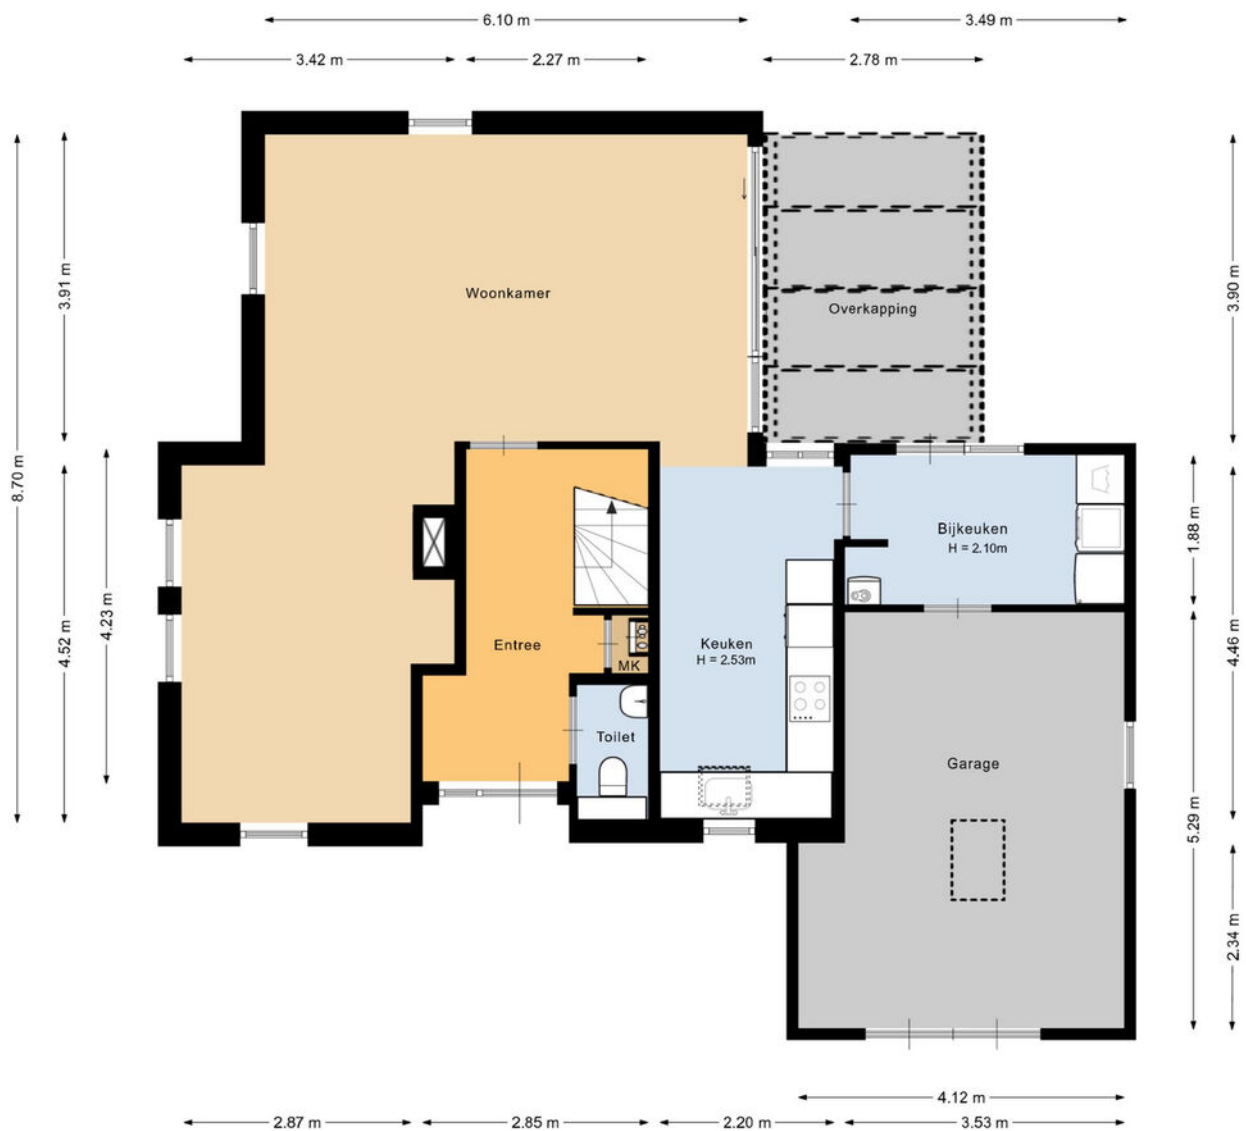 6.10 m
3.49 m
3.42 m
2.27 m
2.78 m
8.70 m
3.91 m
3.90 m
Woonkamer
Overkapping
4.52 m
4.23 m
1.88 m
4.46 m
Bijkeuken
H = 2.10m
Entree
MK
Keuken
H = 2.53m
Toilet
Garage
5.29 m
2.34 m
4.12 m
2.87 m
2.85 m
2.20 m
3.53 m